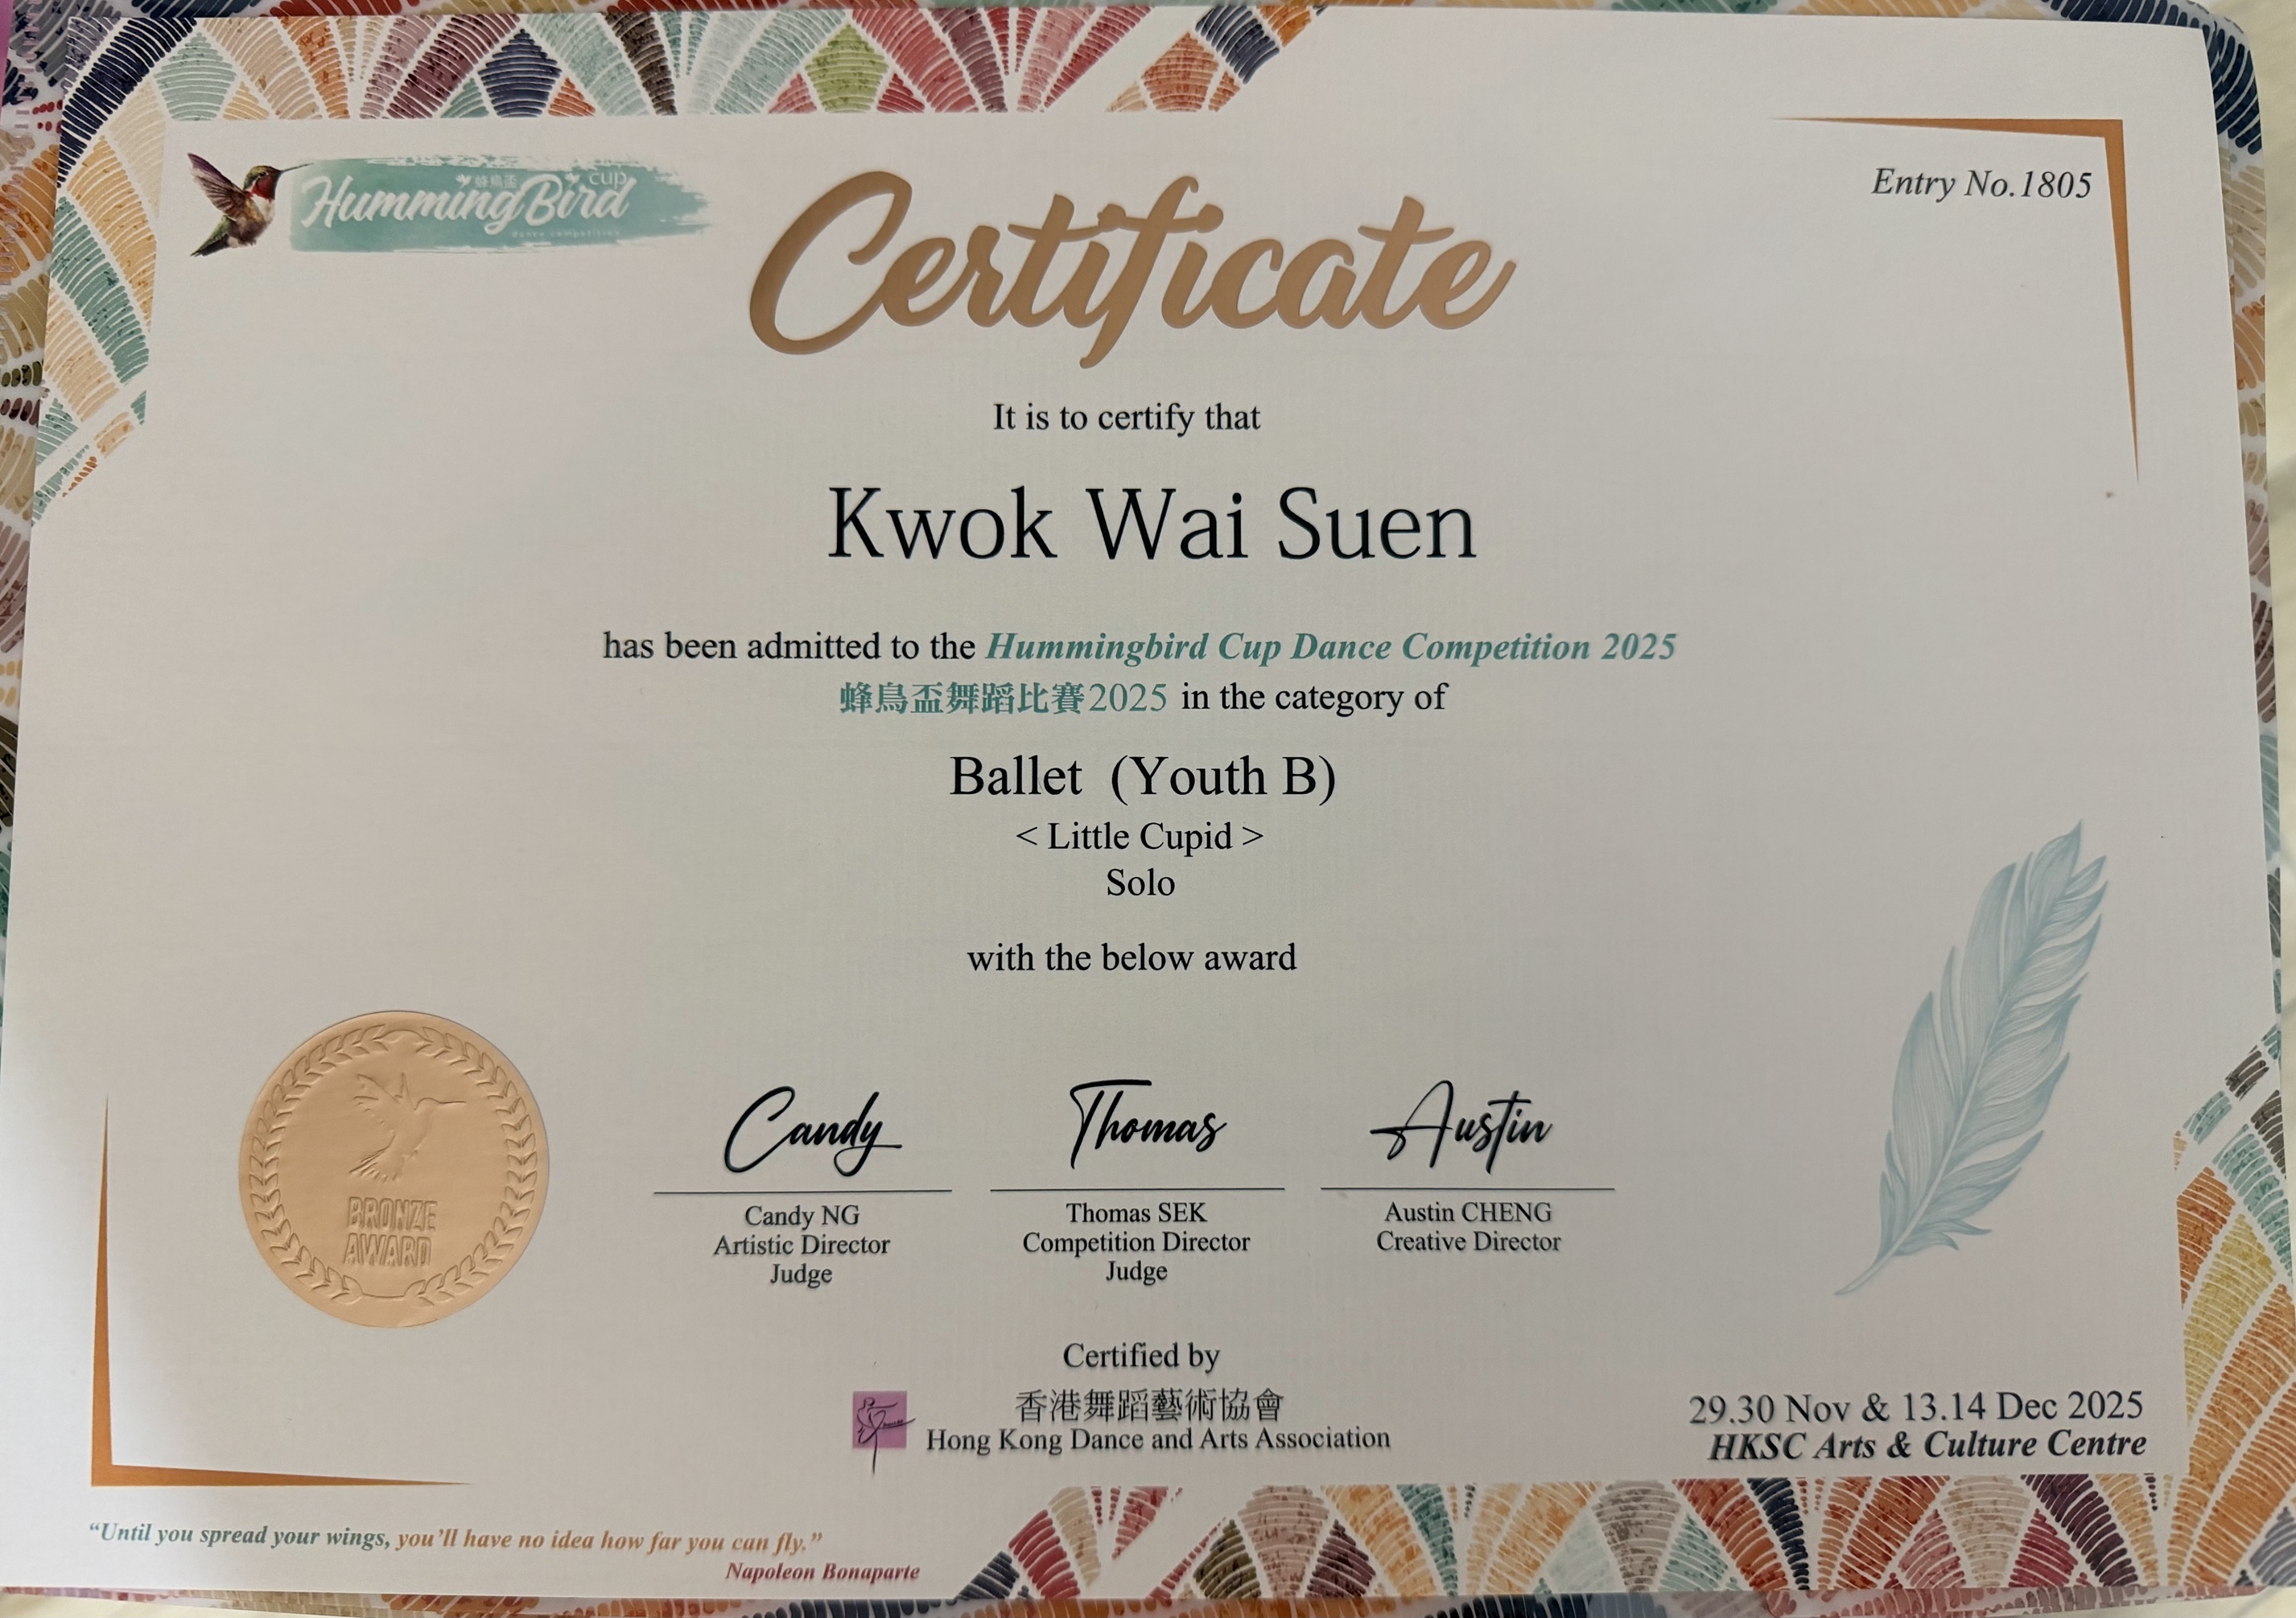 蜂鳥盃 cup
HummingBird
dance competition
Entry No.1805
Certificate
It is to certify that
Kwok Wai Suen
has been admitted to the Hummingbird Cup Dance Competition 2025
蜂鳥盃舞蹈比賽2025 in the category of
Ballet (Youth B)
< Little Cupid >
Solo
with the below award
BRONZE
AWARD
Candy
Thomas
Austin
Candy NG
Artistic Director
Judge
Thomas SEK
Competition Director
Judge
Austin CHENG
Creative Director
Certified by
香港舞蹈藝術協會
Hong Kong Dance and Arts Association
29.30 Nov & 13.14 Dec 2025
HKSC Arts & Culture Centre
“Until you spread your wings, you’ll have no idea how far you can fly.”
Napoleon Bonaparte